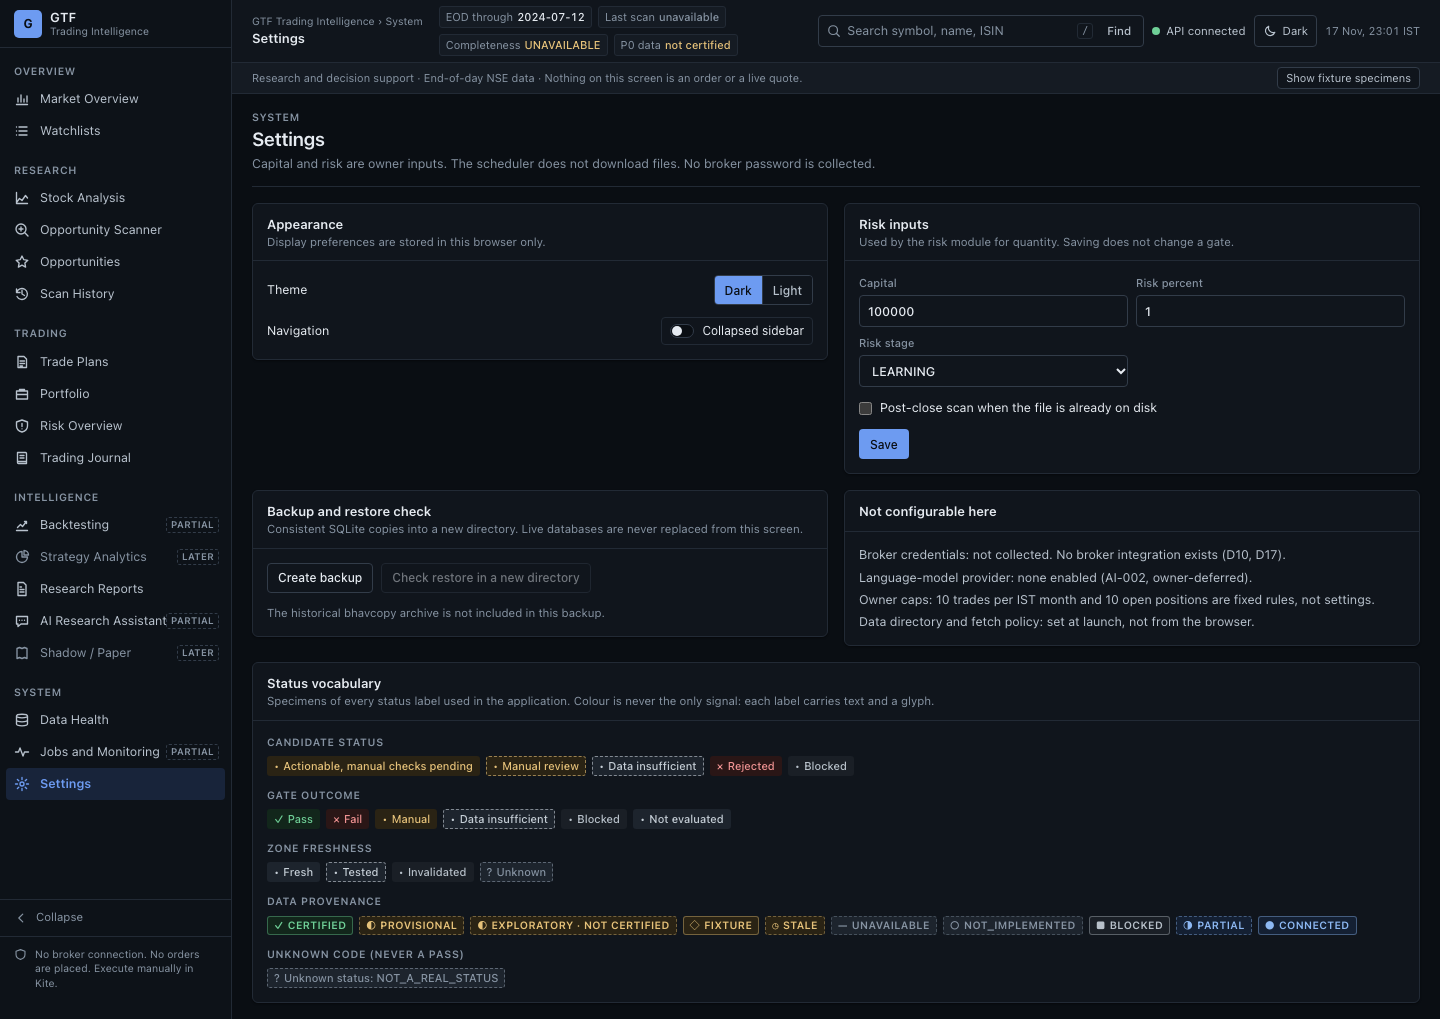 G
GTF
Trading Intelligence
OVERVIEW
Market Overview
Watchlists
RESEARCH
Stock Analysis
Opportunity Scanner
Opportunities
Scan History
TRADING
Trade Plans
Portfolio
Risk Overview
Trading Journal
INTELLIGENCE
Backtesting PARTIAL
Strategy Analytics LATER
Research Reports
AI Research Assistant PARTIAL
Shadow / Paper LATER
SYSTEM
Data Health
Jobs and Monitoring PARTIAL
Settings
Collapse
No broker connection. No orders
are placed. Execute manually in
Kite.
GTF Trading Intelligence › System
Settings
EOD through 2024-07-12 Last scan unavailable
Completeness UNAVAILABLE P0 data not certified
Search symbol, name, ISIN / Find
API connected
Dark
17 Nov, 23:01 IST
Research and decision support · End-of-day NSE data · Nothing on this screen is an order or a live quote.
Show fixture specimens
SYSTEM
Settings
Capital and risk are owner inputs. The scheduler does not download files. No broker password is collected.
Appearance
Display preferences are stored in this browser only.
Theme Dark Light
Navigation Collapsed sidebar
Risk inputs
Used by the risk module for quantity. Saving does not change a gate.
Capital Risk percent
100000 1
Risk stage
LEARNING
Post-close scan when the file is already on disk
Save
Backup and restore check
Consistent SQLite copies into a new directory. Live databases are never replaced from this screen.
Create backup Check restore in a new directory
The historical bhavcopy archive is not included in this backup.
Not configurable here
Broker credentials: not collected. No broker integration exists (D10, D17).
Language-model provider: none enabled (AI-002, owner-deferred).
Owner caps: 10 trades per IST month and 10 open positions are fixed rules, not settings.
Data directory and fetch policy: set at launch, not from the browser.
Status vocabulary
Specimens of every status label used in the application. Colour is never the only signal: each label carries text and a glyph.
CANDIDATE STATUS
• Actionable, manual checks pending • Manual review • Data insufficient × Rejected • Blocked
GATE OUTCOME
✓ Pass × Fail • Manual • Data insufficient • Blocked • Not evaluated
ZONE FRESHNESS
• Fresh • Tested • Invalidated ? Unknown
DATA PROVENANCE
✓ CERTIFIED ◐ PROVISIONAL ◐ EXPLORATORY · NOT CERTIFIED ◇ FIXTURE ◷ STALE — UNAVAILABLE ○ NOT_IMPLEMENTED ■ BLOCKED ◑ PARTIAL ● CONNECTED
UNKNOWN CODE (NEVER A PASS)
? Unknown status: NOT_A_REAL_STATUS